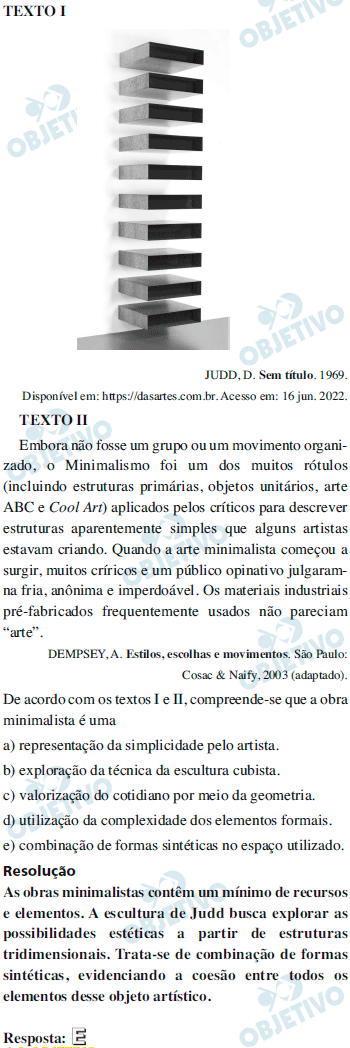 TEXTO I
JUDD, D. Sem título. 1969.
Disponível em: https://dasartes.com.br. Acesso em: 16 jun. 2022.
TEXTO II
Embora não fosse um grupo ou um movimento organi-
zado, o Minimalismo foi um dos muitos rótulos
(incluindo estruturas primárias, objetos unitários, arte
ABC e Cool Art) aplicados pelos críticos para descrever
estruturas aparentemente simples que alguns artistas
estavam criando. Quando a arte minimalista começou a
surgir, muitos críricos e um público opinativo julgaram-
na fria, anônima e imperdoável. Os materiais industriais
pré-fabricados frequentemente usados não pareciam
“arte”.
DEMPSEY, A. Estilos, escolhas e movimentos. São Paulo:
Cosac & Naify, 2003 (adaptado).
De acordo com os textos I e II, compreende-se que a obra
minimalista é uma
a) representação da simplicidade pelo artista.
b) exploração da técnica da escultura cubista.
c) valorização do cotidiano por meio da geometria.
d) utilização da complexidade dos elementos formais.
e) combinação de formas sintéticas no espaço utilizado.
Resolução
As obras minimalistas contêm um mínimo de recursos
e elementos. A escultura de Judd busca explorar as
possibilidades estéticas a partir de estruturas
tridimensionais. Trata-se de combinação de formas
sintéticas, evidenciando a coesão entre todos os
elementos desse objeto artístico.
Resposta: E
OBJETIVO
OBJETI
OBJETIVO
OBJETIVO
OBJETIVO
OBJETIVO
OBJETIVO
OBJETIVO
OBJETIVO